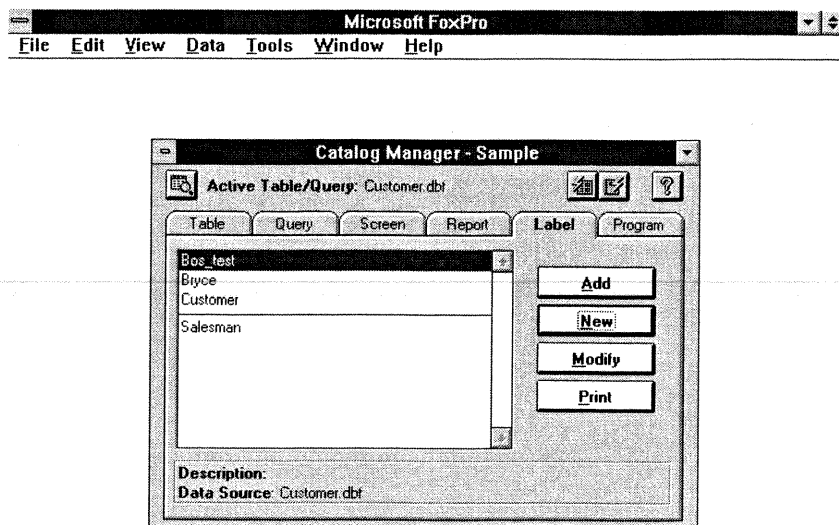 Microsoft FoxPro
File Edit View Data Tools Window Help
Catalog Manager - Sample
Active Table/Query: Customer.dbf
?
Table Query Screen Report Label Program
Bos_test
Bryce
Customer
Salesman
Add
New
Modify
Print
Description:
Data Source: Customer.dbf